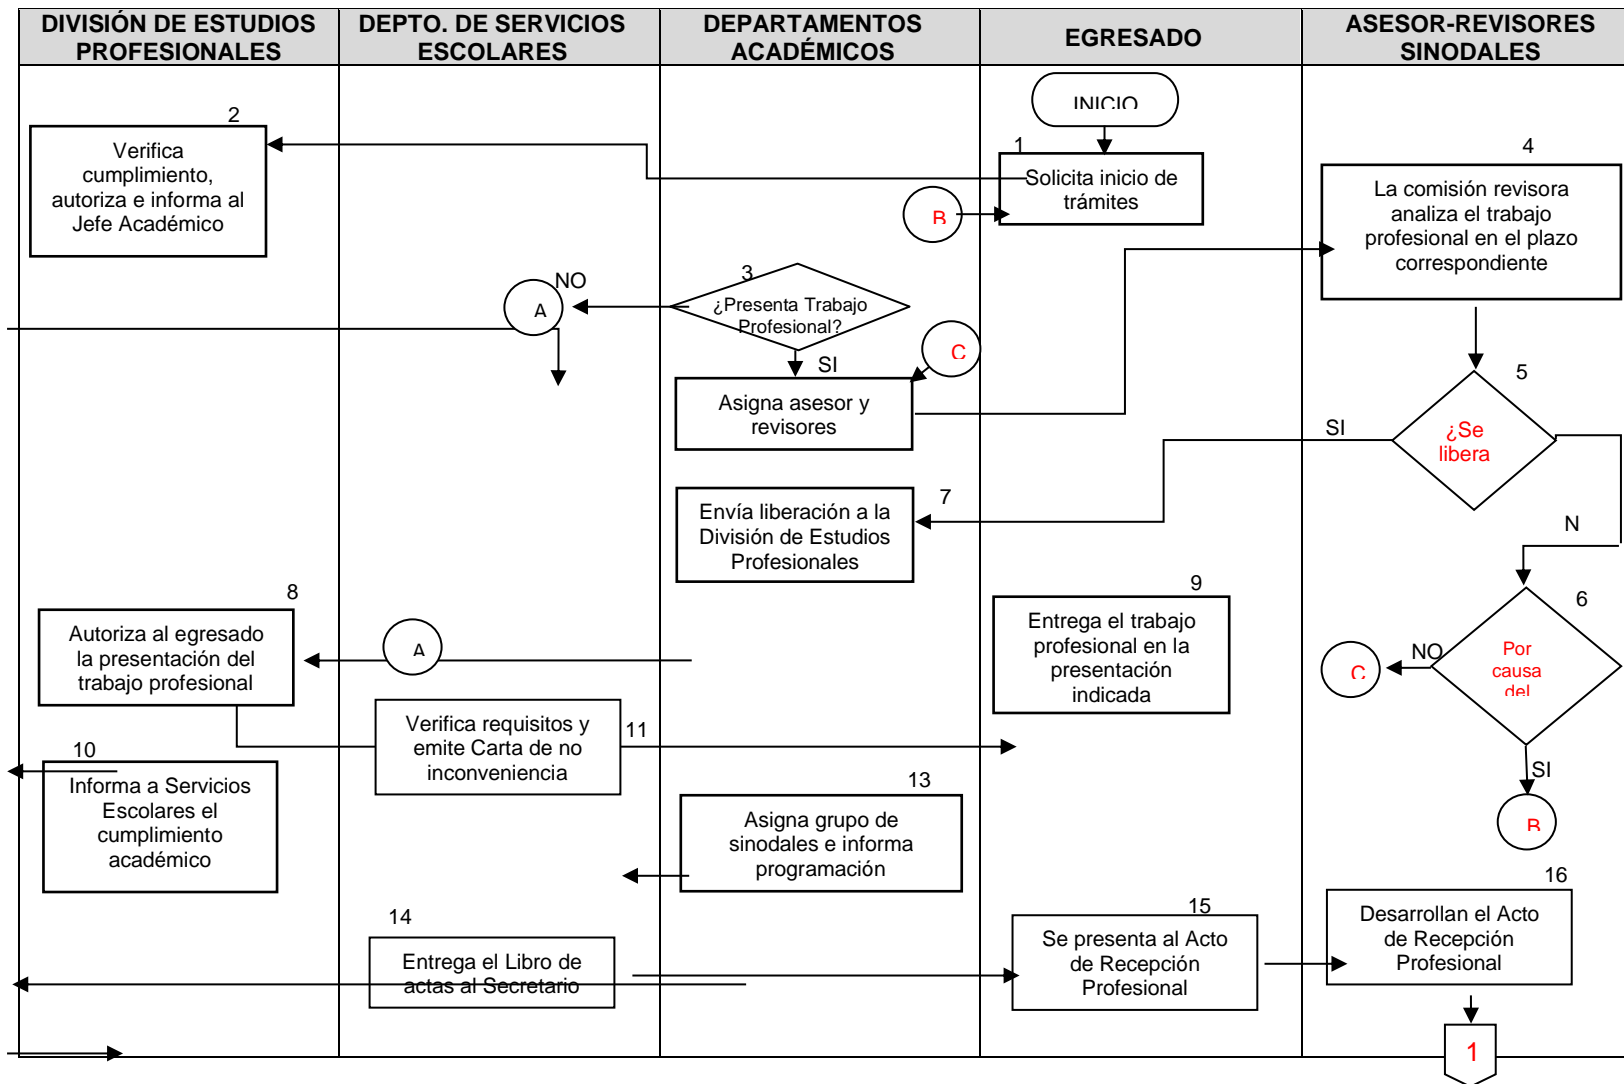 DIVISIÓN DE ESTUDIOS
PROFESIONALES
DEPTO. DE SERVICIOS
ESCOLARES
DEPARTAMENTOS
ACADÉMICOS
EGRESADO
ASESOR-REVISORES
SINODALES
INICIO
2
Verifica
cumplimiento,
autoriza e informa al
Jefe Académico
1
Solicita inicio de
trámites
B
4
La comisión revisora
analiza el trabajo
profesional en el plazo
correspondiente
3
NO
A
¿Presenta Trabajo
Profesional?
SI
C
Asigna asesor y
revisores
5
SI
¿Se
libera
N
7
Envía liberación a la
División de Estudios
Profesionales
8
Autoriza al egresado
la presentación del
trabajo profesional
A
9
Entrega el trabajo
profesional en la
presentación
indicada
6
NO
C
Por
causa
del
SI
B
11
Verifica requisitos y
emite Carta de no
inconveniencia
10
Informa a Servicios
Escolares el
cumplimiento
académico
13
Asigna grupo de
sinodales e informa
programación
14
Entrega el Libro de
actas al Secretario
15
Se presenta al Acto
de Recepción
Profesional
16
Desarrollan el Acto
de Recepción
Profesional
1